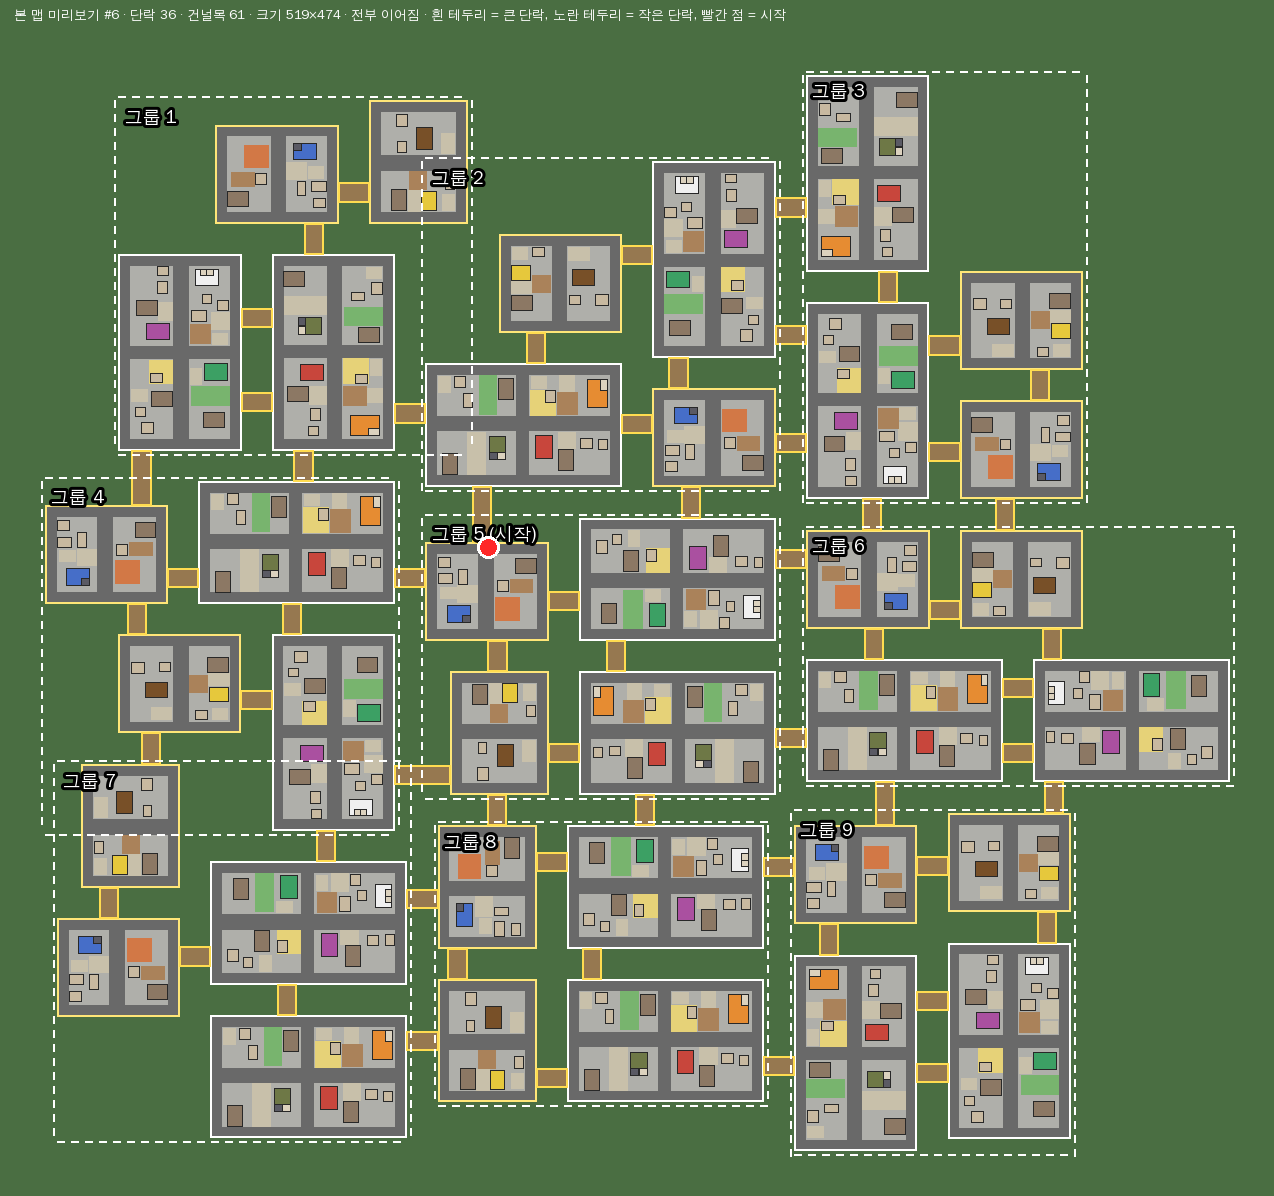 본 맵 미리보기 #6 · 단락 36 · 건널목 61 · 크기 519×474 · 전부 이어짐 · 흰 테두리 = 큰 단락, 노란 테두리 = 작은 단락, 빨간 점 = 시작
그룹 1
그룹 2
그룹 3
그룹 4
그룹 5 (시작)
그룹 6
그룹 7
그룹 8
그룹 9